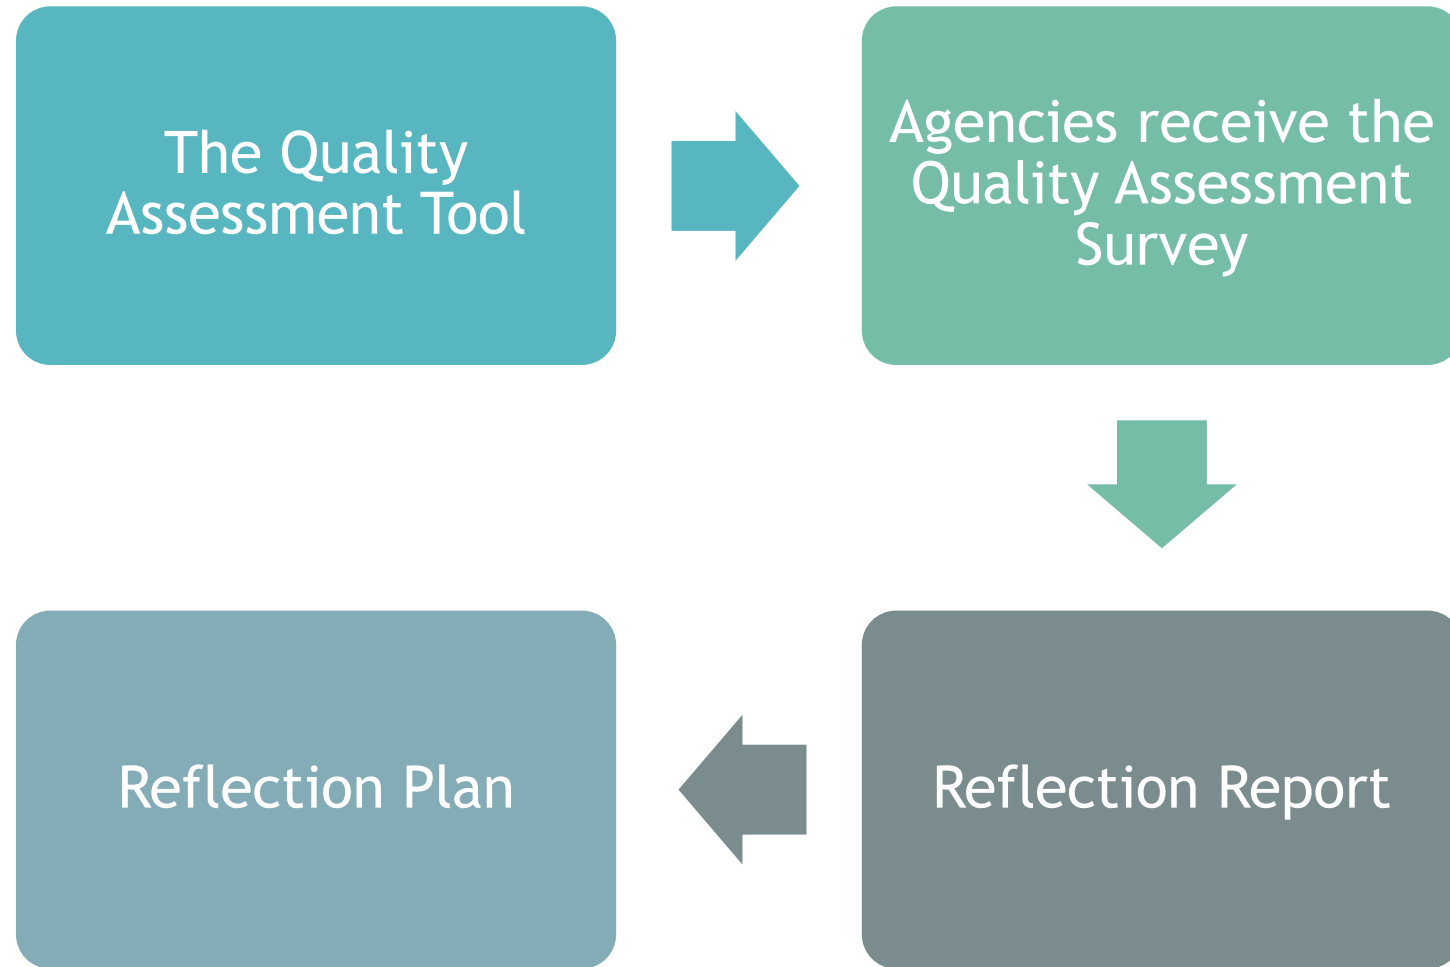 The Quality
Assessment Tool
Agencies receive the
Quality Assessment
Survey
Reflection Report
Reflection Plan